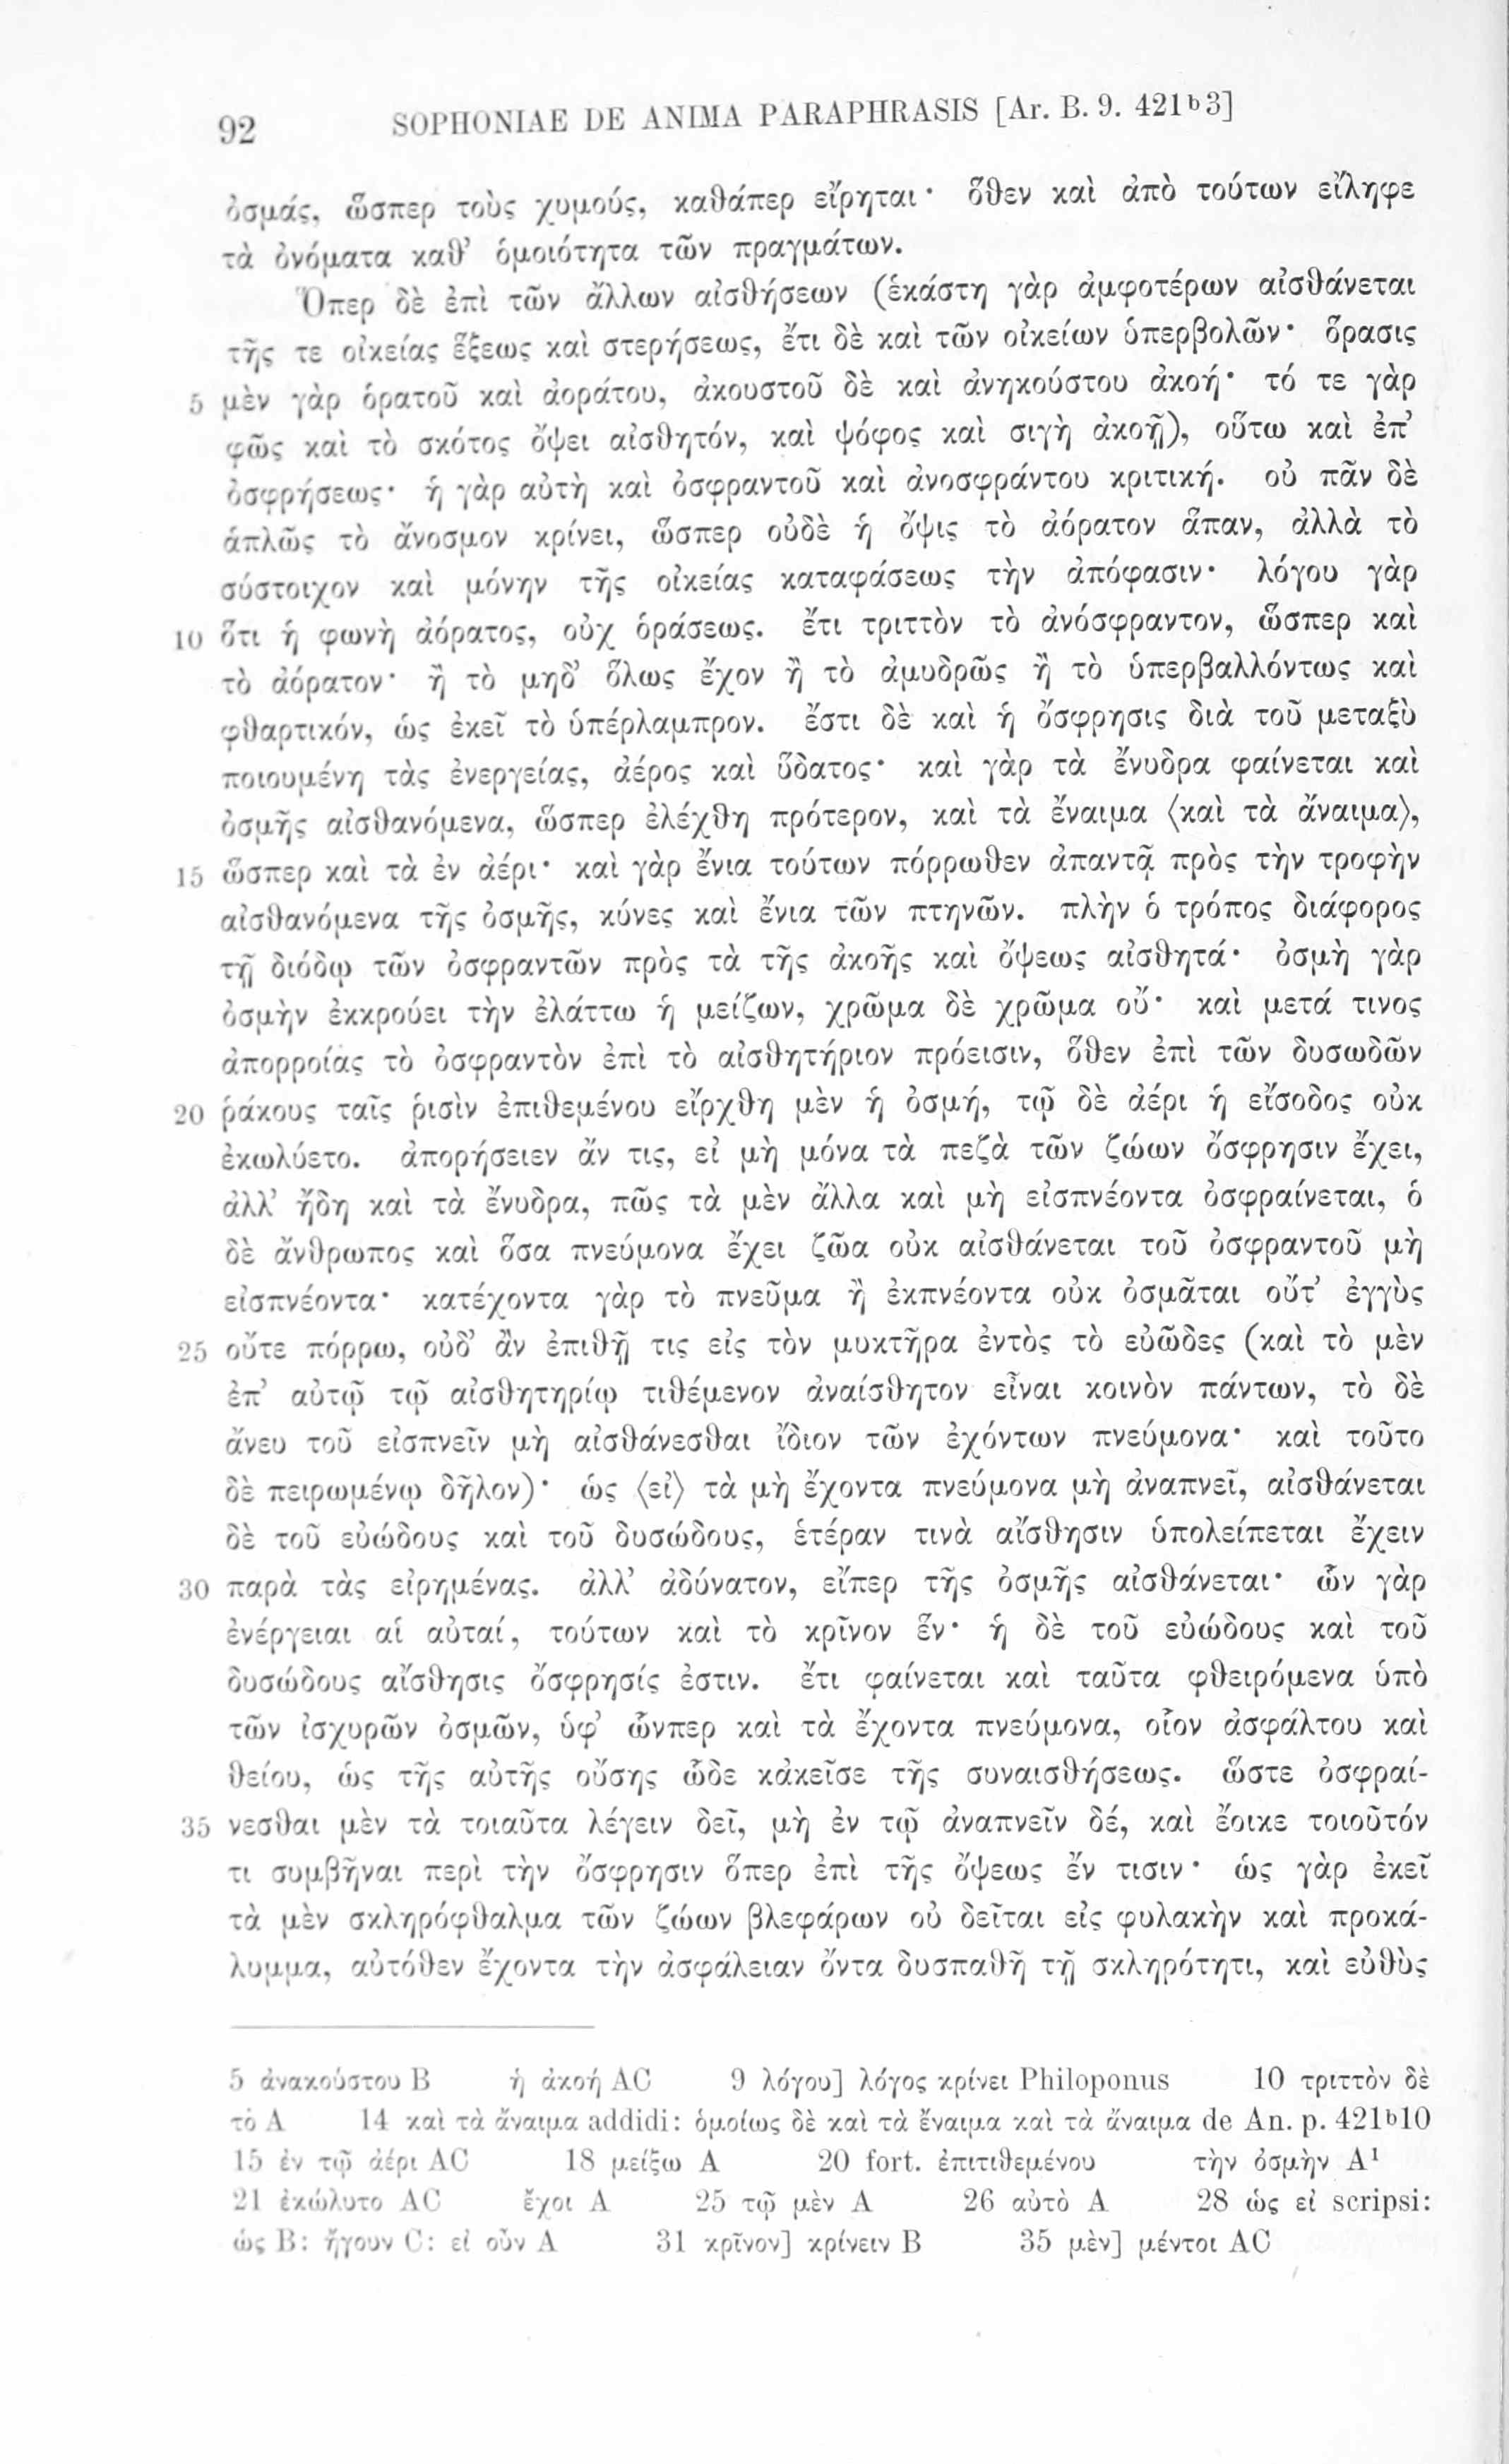 92 SOPHONIAE DE ANIMA PARAPHRASIS [Ar. B. 9. 421ᵇ3]
ὀσμάς, ὥσπερ τοὺς χυμούς, καθάπερ εἴρηται· ὅθεν καὶ ἀπὸ τούτων εἴληφε
τὰ ὀνόματα καθ’ ὁμοιότητα τῶν πραγμάτων.
Ὅπερ δὲ ἐπὶ τῶν ἄλλων αἰσθήσεων (ἑκάστη γὰρ ἀμφοτέρων αἰσθάνεται
τῆς τε οἰκείας ἕξεως καὶ στερήσεως, ἔτι δὲ καὶ τῶν οἰκείων ὑπερβολῶν· ὅρασις
5 μὲν γὰρ ὁρατοῦ καὶ ἀοράτου, ἀκουστοῦ δὲ καὶ ἀνηκούστου ἀκοή· τό τε γὰρ
φῶς καὶ τὸ σκότος ὄψει αἰσθητόν, καὶ ψόφος καὶ σιγὴ ἀκοῇ), οὕτω καὶ ἐπ’
ὀσφρήσεως· ἡ γὰρ αὐτὴ καὶ ὀσφραντοῦ καὶ ἀνοσφράντου κριτική. οὐ πᾶν δὲ
ἁπλῶς τὸ ἄνοσμον κρίνει, ὥσπερ οὐδὲ ἡ ὄψις τὸ ἀόρατον ἅπαν, ἀλλὰ τὸ
σύστοιχον καὶ μόνην τῆς οἰκείας καταφάσεως τὴν ἀπόφασιν· λόγου γὰρ
10 ὅτι ἡ φωνὴ ἀόρατος, οὐχ ὁράσεως. ἔτι τριττὸν τὸ ἀνόσφραντον, ὥσπερ καὶ
τὸ ἀόρατον· ἢ τὸ μηδ’ ὅλως ἔχον ἢ τὸ ἀμυδρῶς ἢ τὸ ὑπερβαλλόντως καὶ
φθαρτικόν, ὡς ἐκεῖ τὸ ὑπέρλαμπρον. ἔστι δὲ καὶ ἡ ὄσφρησις διὰ τοῦ μεταξὺ
ποιουμένη τὰς ἐνεργείας, ἀέρος καὶ ὕδατος· καὶ γὰρ τὰ ἔνυδρα φαίνεται καὶ
ὀσμῆς αἰσθανόμενα, ὥσπερ ἐλέχθη πρότερον, καὶ τὰ ἔναιμα ⟨καὶ τὰ ἄναιμα⟩,
15 ὥσπερ καὶ τὰ ἐν ἀέρι· καὶ γὰρ ἔνια τούτων πόρρωθεν ἀπαντᾷ πρὸς τὴν τροφὴν
αἰσθανόμενα τῆς ὀσμῆς, κύνες καὶ ἔνια τῶν πτηνῶν. πλὴν ὁ τρόπος διάφορος
τῇ διόδῳ τῶν ὀσφραντῶν πρὸς τὰ τῆς ἀκοῆς καὶ ὄψεως αἰσθητά· ὀσμὴ γὰρ
ὀσμὴν ἐκκρούει τὴν ἐλάττω ἡ μείζων, χρῶμα δὲ χρῶμα οὔ· καὶ μετά τινος
ἀπορροίας τὸ ὀσφραντὸν ἐπὶ τὸ αἰσθητήριον πρόεισιν, ὅθεν ἐπὶ τῶν δυσωδῶν
20 ῥάκους ταῖς ῥισὶν ἐπιθεμένου εἴρχθη μὲν ἡ ὀσμή, τῷ δὲ ἀέρι ἡ εἴσοδος οὐκ
ἐκωλύετο. ἀπορήσειεν ἄν τις, εἰ μὴ μόνα τὰ πεζὰ τῶν ζώων ὄσφρησιν ἔχει,
ἀλλ’ ἤδη καὶ τὰ ἔνυδρα, πῶς τὰ μὲν ἄλλα καὶ μὴ εἰσπνέοντα ὀσφραίνεται, ὁ
δὲ ἄνθρωπος καὶ ὅσα πνεύμονα ἔχει ζῶα οὐκ αἰσθάνεται τοῦ ὀσφραντοῦ μὴ
εἰσπνέοντα· κατέχοντα γὰρ τὸ πνεῦμα ἢ ἐκπνέοντα οὐκ ὀσμᾶται οὔτ’ ἐγγὺς
25 οὔτε πόρρω, οὐδ’ ἂν ἐπιθῇ τις εἰς τὸν μυκτῆρα ἐντὸς τὸ εὐῶδες (καὶ τὸ μὲν
ἐπ’ αὐτῷ τῷ αἰσθητηρίῳ τιθέμενον ἀναίσθητον εἶναι κοινὸν πάντων, τὸ δὲ
ἄνευ τοῦ εἰσπνεῖν μὴ αἰσθάνεσθαι ἴδιον τῶν ἐχόντων πνεύμονα· καὶ τοῦτο
δὲ πειρωμένῳ δῆλον)· ὡς ⟨εἰ⟩ τὰ μὴ ἔχοντα πνεύμονα μὴ ἀναπνεῖ, αἰσθάνεται
δὲ τοῦ εὐώδους καὶ τοῦ δυσώδους, ἑτέραν τινὰ αἴσθησιν ὑπολείπεται ἔχειν
30 παρὰ τὰς εἰρημένας. ἀλλ’ ἀδύνατον, εἴπερ τῆς ὀσμῆς αἰσθάνεται· ὧν γὰρ
ἐνέργειαι αἱ αὐταί, τούτων καὶ τὸ κρῖνον ἕν· ἡ δὲ τοῦ εὐώδους καὶ τοῦ
δυσώδους αἴσθησις ὄσφρησίς ἐστιν. ἔτι φαίνεται καὶ ταῦτα φθειρόμενα ὑπὸ
τῶν ἰσχυρῶν ὀσμῶν, ὑφ’ ὧνπερ καὶ τὰ ἔχοντα πνεύμονα, οἷον ἀσφάλτου καὶ
θείου, ὡς τῆς αὐτῆς οὔσης ὧδε κἀκεῖσε τῆς συναισθήσεως. ὥστε ὀσφραί-
35 νεσθαι μὲν τὰ τοιαῦτα λέγειν δεῖ, μὴ ἐν τῷ ἀναπνεῖν δέ, καὶ ἔοικε τοιοῦτόν
τι συμβῆναι περὶ τὴν ὄσφρησιν ὅπερ ἐπὶ τῆς ὄψεως ἔν τισιν· ὡς γὰρ ἐκεῖ
τὰ μὲν σκληρόφθαλμα τῶν ζώων βλεφάρων οὐ δεῖται εἰς φυλακὴν καὶ προκά-
λυμμα, αὐτόθεν ἔχοντα τὴν ἀσφάλειαν ὄντα δυσπαθῆ τῇ σκληρότητι, καὶ εὐθὺς
5 ἀνακούστου B ἡ ἀκοή AC 9 λόγου] λόγος κρίνει Philoponus 10 τριττὸν δὲ
τὸ A 14 καὶ τὰ ἄναιμα addidi: ὁμοίως δὲ καὶ τὰ ἔναιμα καὶ τὰ ἄναιμα de An. p. 421ᵇ10
15 ἐν τῷ ἀέρι AC 18 μείξω A 20 fort. ἐπιτιθεμένου τὴν ὀσμὴν A¹
21 ἐκώλυτο AC ἔχοι A 25 τῷ μὲν A 26 αὐτὸ A 28 ὡς εἰ scripsi:
ὡς B: ἤγουν C: εἰ οὖν A 31 κρῖνον] κρίνειν B 35 μὲν] μέντοι AC